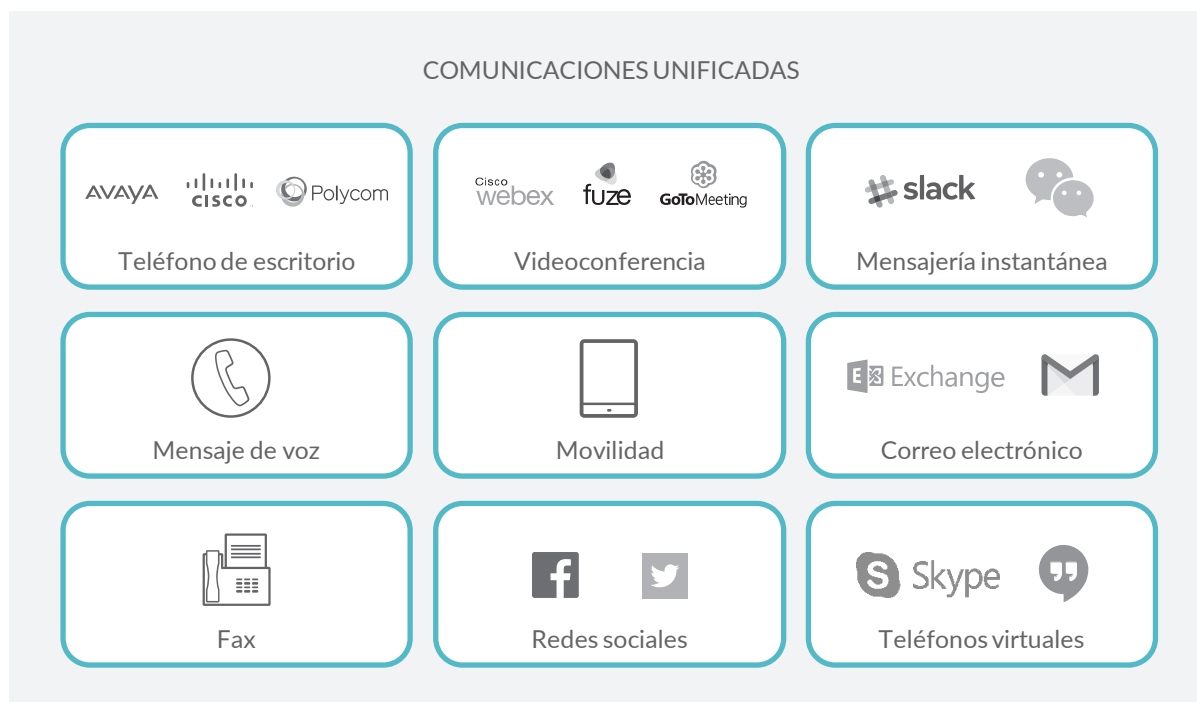 COMUNICACIONES UNIFICADAS
AVAYA
CISCO
Polycom
Teléfono de escritorio
Cisco
webex
fuze
GoToMeeting
Videoconferencia
slack
Mensajería instantánea
Mensaje de voz
Movilidad
E Exchange
Correo electrónico
Fax
f
Redes sociales
S Skype
Teléfonos virtuales